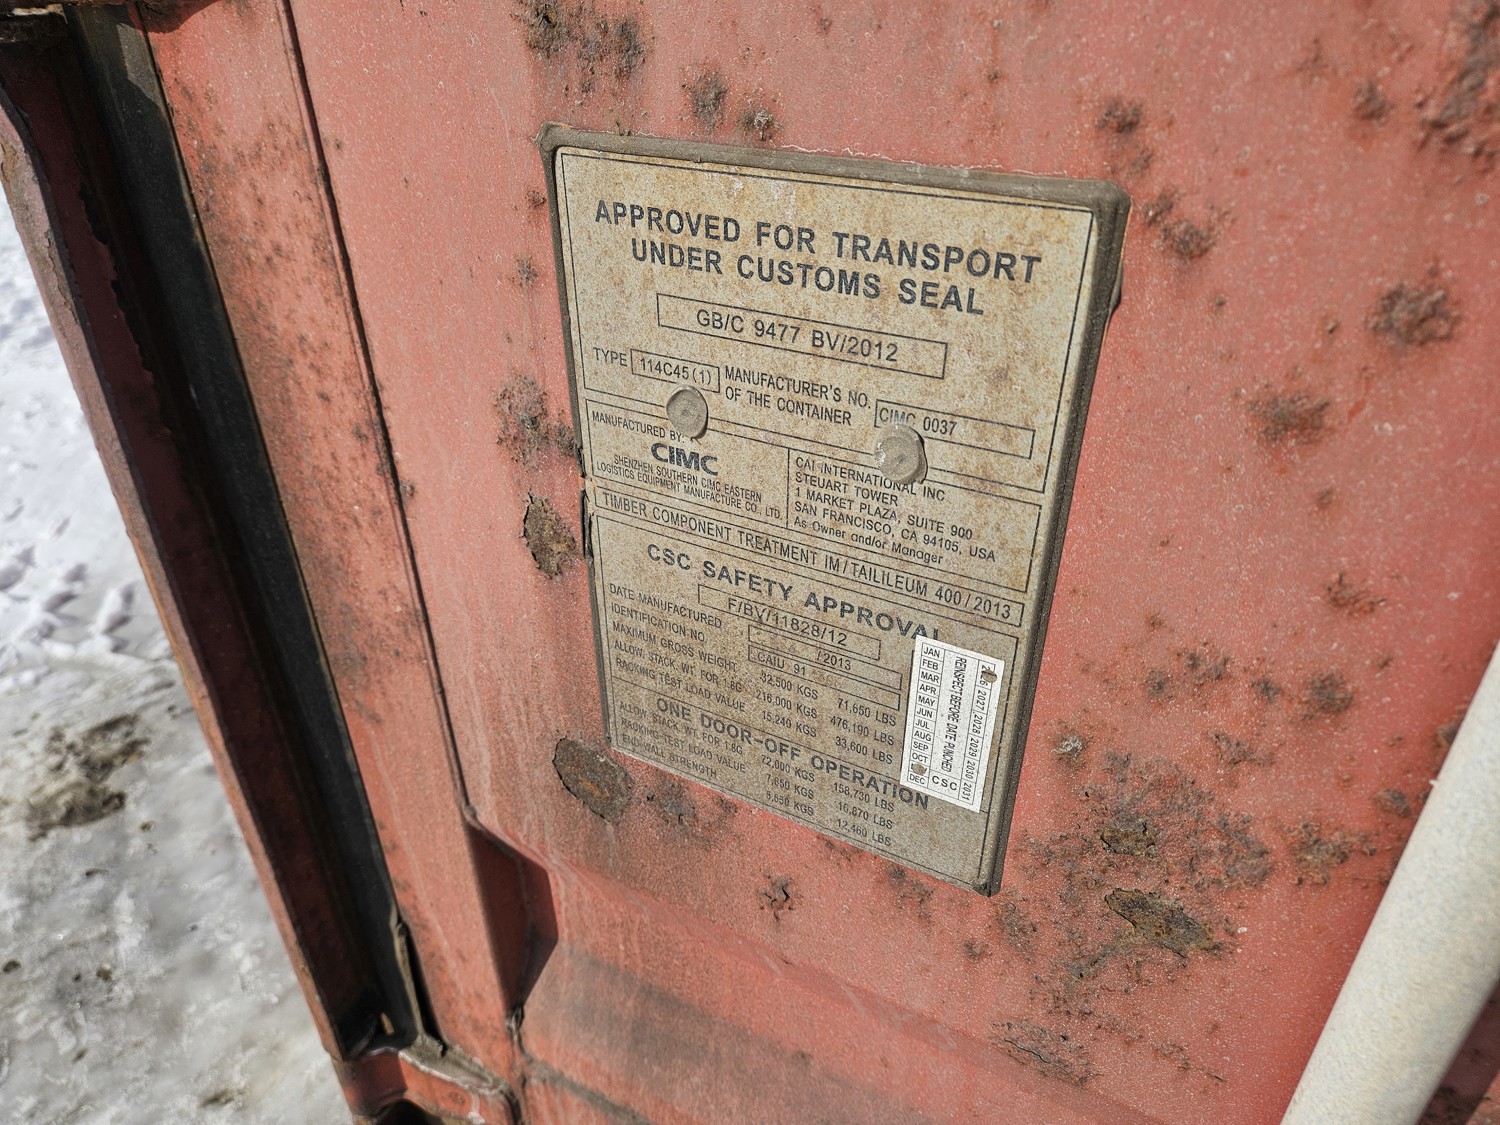 APPROVED FOR TRANSPORT
UNDER CUSTOMS SEAL
GB/C 9477 BV/2012
TYPE 114C45(1) MANUFACTURER'S NO.
OF THE CONTAINER CIMC 0037
MANUFACTURED BY:
CIMC
SHENZHEN SOUTHERN CIMC EASTERN
LOGISTICS EQUIPMENT MANUFACTURE CO., LTD.
CAI INTERNATIONAL INC
STEUART TOWER
1 MARKET PLAZA, SUITE 900
SAN FRANCISCO, CA 94105, USA
As Owner and/or Manager
TIMBER COMPONENT TREATMENT IM/TAILILEUM 400/2013
CSC SAFETY APPROVAL
F/BV/11828/12
DATE MANUFACTURED /2013
IDENTIFICATION NO CAIU 91
MAXIMUM GROSS WEIGHT 32,500 KGS 71,650 LBS
ALLOW. STACK. WT. FOR 1.8G 216,000 KGS 476,190 LBS
RACKING TEST LOAD VALUE 15,240 KGS 33,600 LBS
ONE DOOR-OFF OPERATION
ALLOW. STACK. WT. FOR 1.8G 72,000 KGS 158,730 LBS
RACKING TEST LOAD VALUE 7,650 KGS 16,870 LBS
END WALL STRENGTH 5,650 KGS 12,460 LBS
JAN
FEB
MAR
APR
MAY
JUN
JUL
AUG
SEP
OCT
DEC
REINSPECT BEFORE DATE PUNCHED
CSC
2027 2028 2029 2030 2031